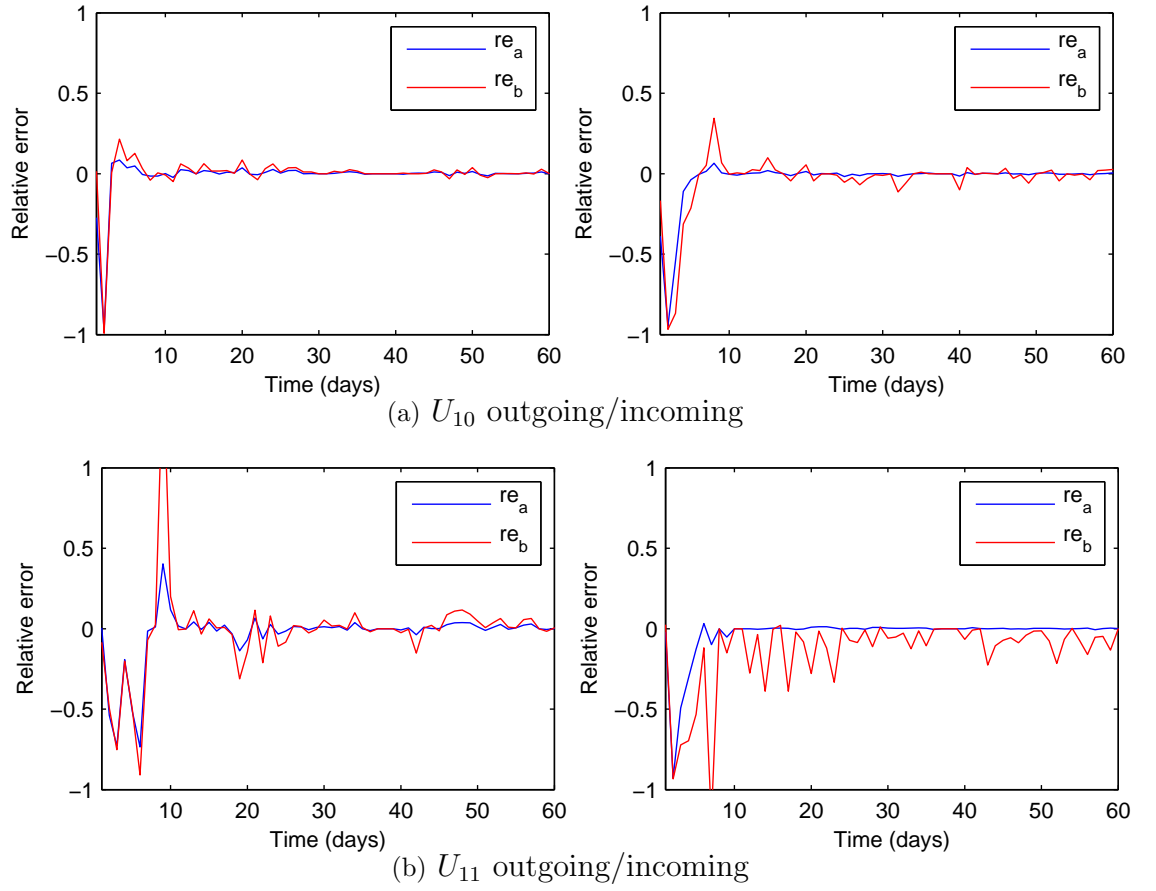 1
0.5
0
−0.5
−1
Relative error
re_a
re_b
10 20 30 40 50 60
Time (days)
1
0.5
0
−0.5
−1
Relative error
re_a
re_b
10 20 30 40 50 60
Time (days)
(a) U_10 outgoing/incoming
1
0.5
0
−0.5
−1
Relative error
re_a
re_b
10 20 30 40 50 60
Time (days)
1
0.5
0
−0.5
−1
Relative error
re_a
re_b
10 20 30 40 50 60
Time (days)
(b) U_11 outgoing/incoming